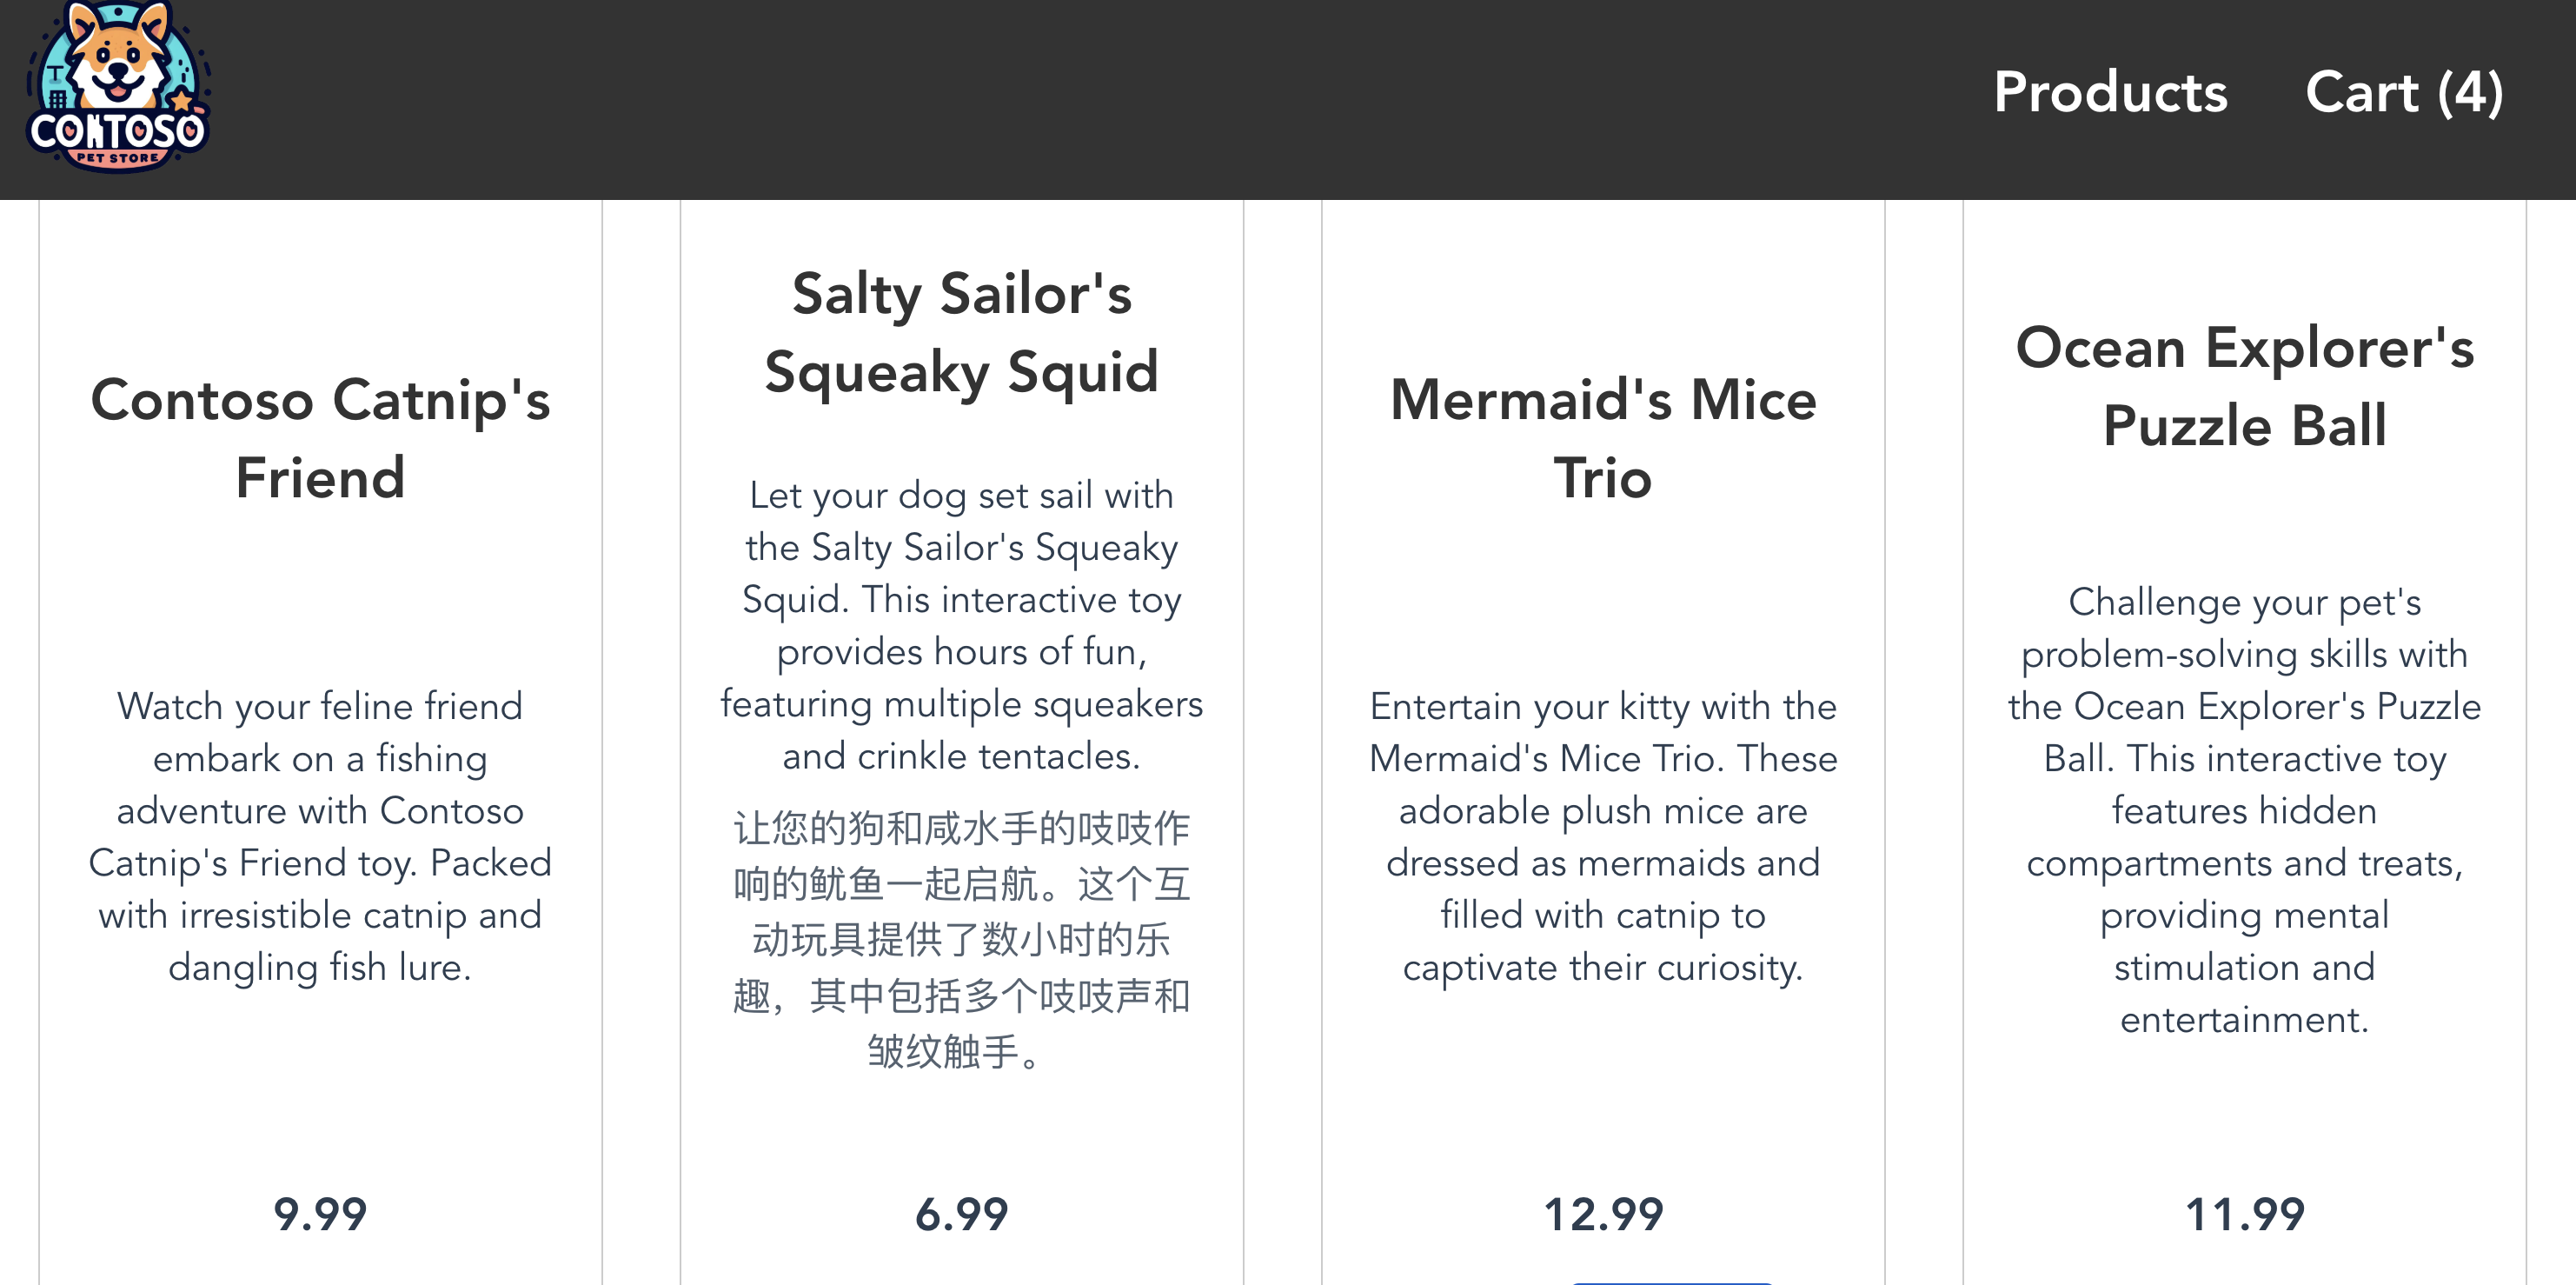 CONTOSO
PET STORE
Products
Cart (4)
Contoso Catnip's
Friend
Watch your feline friend
embark on a fishing
adventure with Contoso
Catnip's Friend toy. Packed
with irresistible catnip and
dangling fish lure.
9.99
Salty Sailor's
Squeaky Squid
Let your dog set sail with
the Salty Sailor's Squeaky
Squid. This interactive toy
provides hours of fun,
featuring multiple squeakers
and crinkle tentacles.
让您的狗和咸水手的吱吱作
响的鱿鱼一起启航。这个互
动玩具提供了数小时的乐
趣，其中包括多个吱吱声和
皱纹触手。
6.99
Mermaid's Mice
Trio
Entertain your kitty with the
Mermaid's Mice Trio. These
adorable plush mice are
dressed as mermaids and
filled with catnip to
captivate their curiosity.
12.99
Ocean Explorer's
Puzzle Ball
Challenge your pet's
problem-solving skills with
the Ocean Explorer's Puzzle
Ball. This interactive toy
features hidden
compartments and treats,
providing mental
stimulation and
entertainment.
11.99